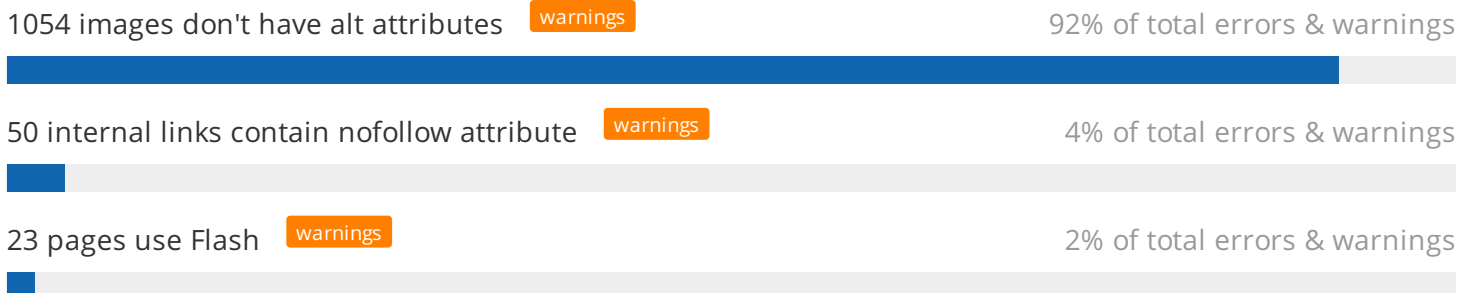 1054 images don't have alt attributes warnings 92% of total errors & warnings
50 internal links contain nofollow attribute warnings 4% of total errors & warnings
23 pages use Flash warnings 2% of total errors & warnings